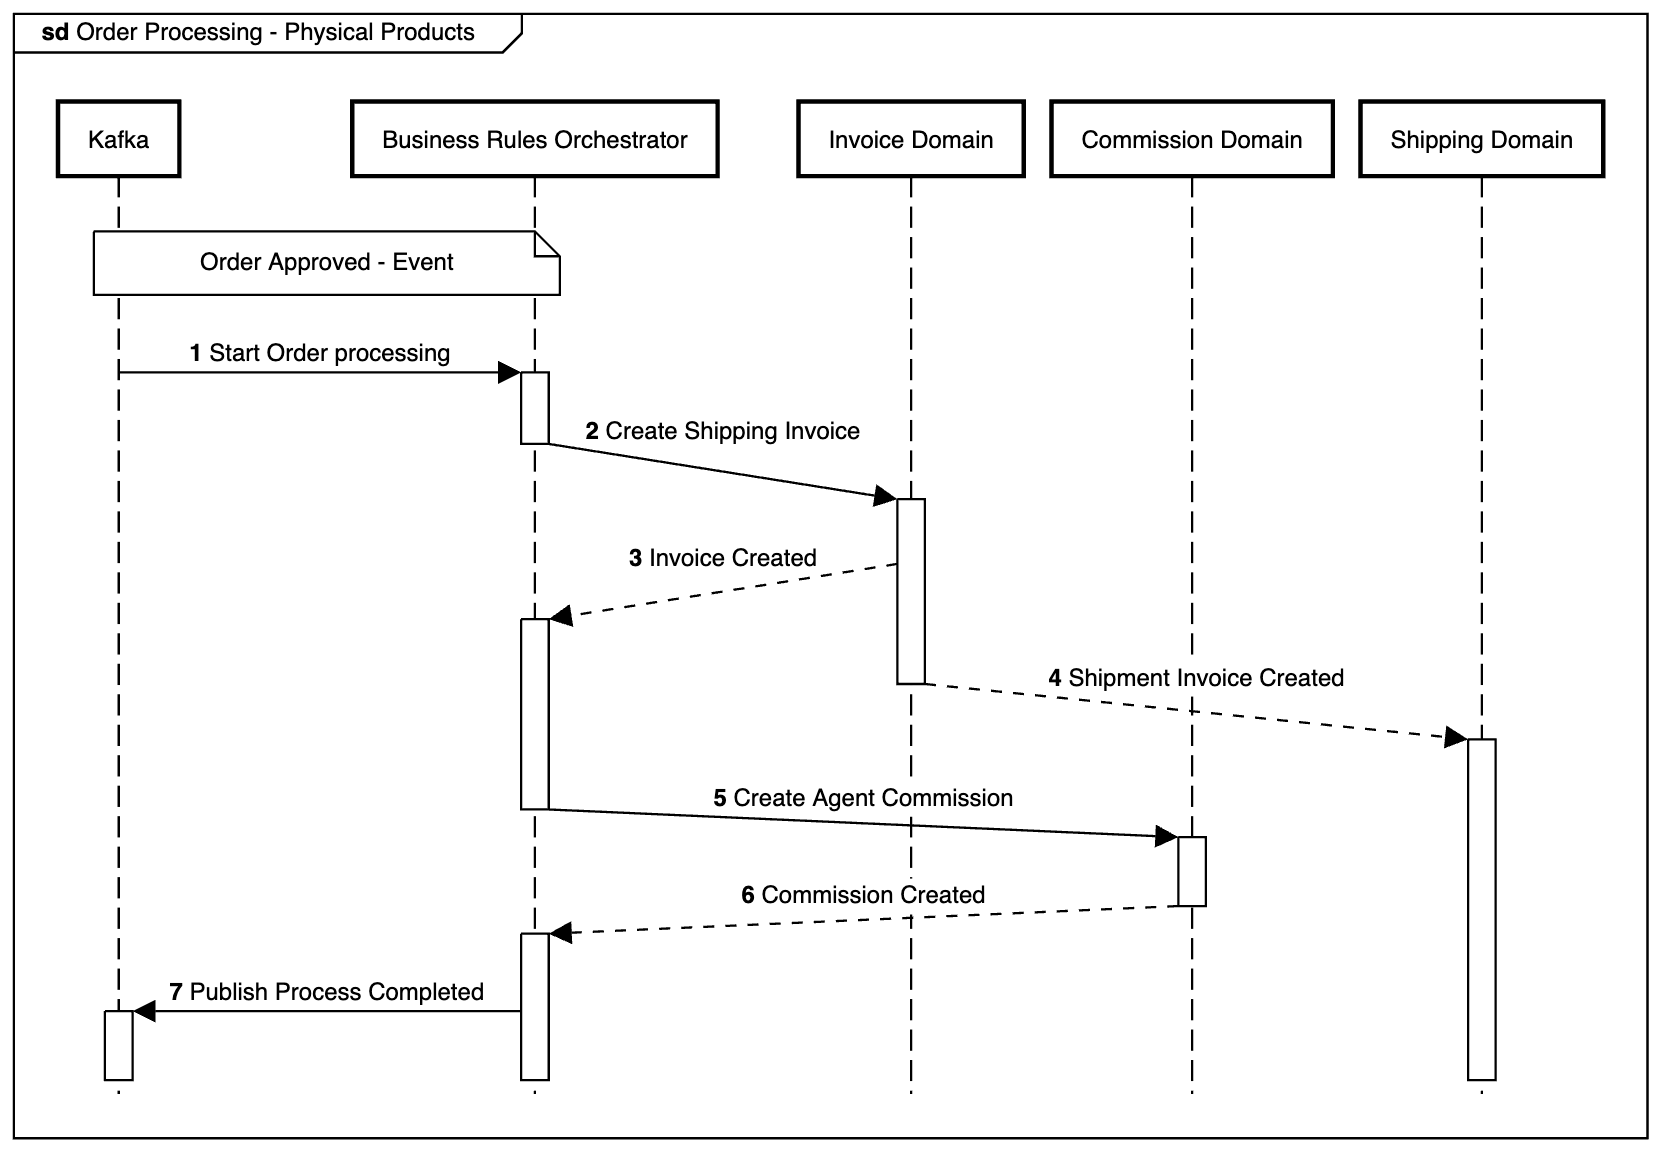 sd Order Processing - Physical Products
Kafka
Business Rules Orchestrator
Invoice Domain
Commission Domain
Shipping Domain
Order Approved - Event
1 Start Order processing
2 Create Shipping Invoice
3 Invoice Created
4 Shipment Invoice Created
5 Create Agent Commission
6 Commission Created
7 Publish Process Completed